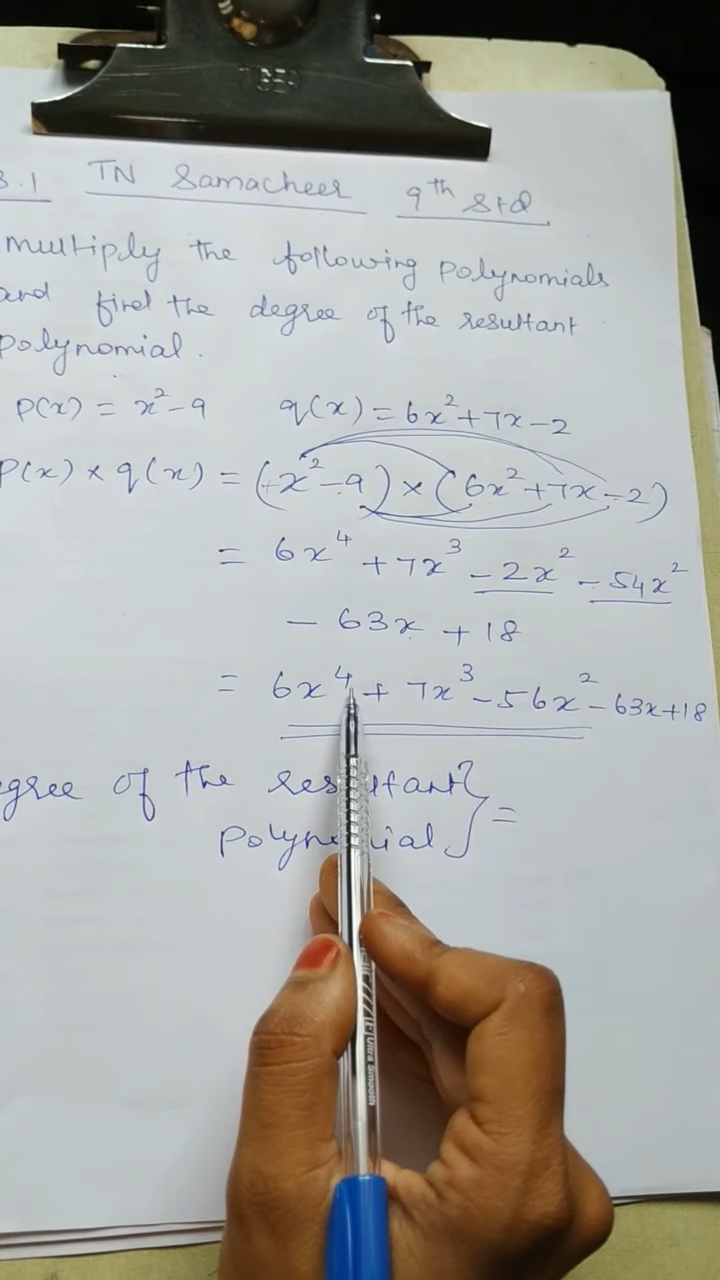 3.1 TN Samacheer 9th Std
multiply the following polynomials
and find the degree of the resultant
polynomial.
P(x) = x² - 9 q(x) = 6x² + 7x - 2
P(x) × q(x) = (x² - 9) × (6x² + 7x - 2)
= 6x⁴ + 7x³ - 2x² - 54x²
- 63x + 18
= 6x⁴ + 7x³ - 56x² - 63x + 18
gree of the resultant
polynomial } =
Ultra Smooth